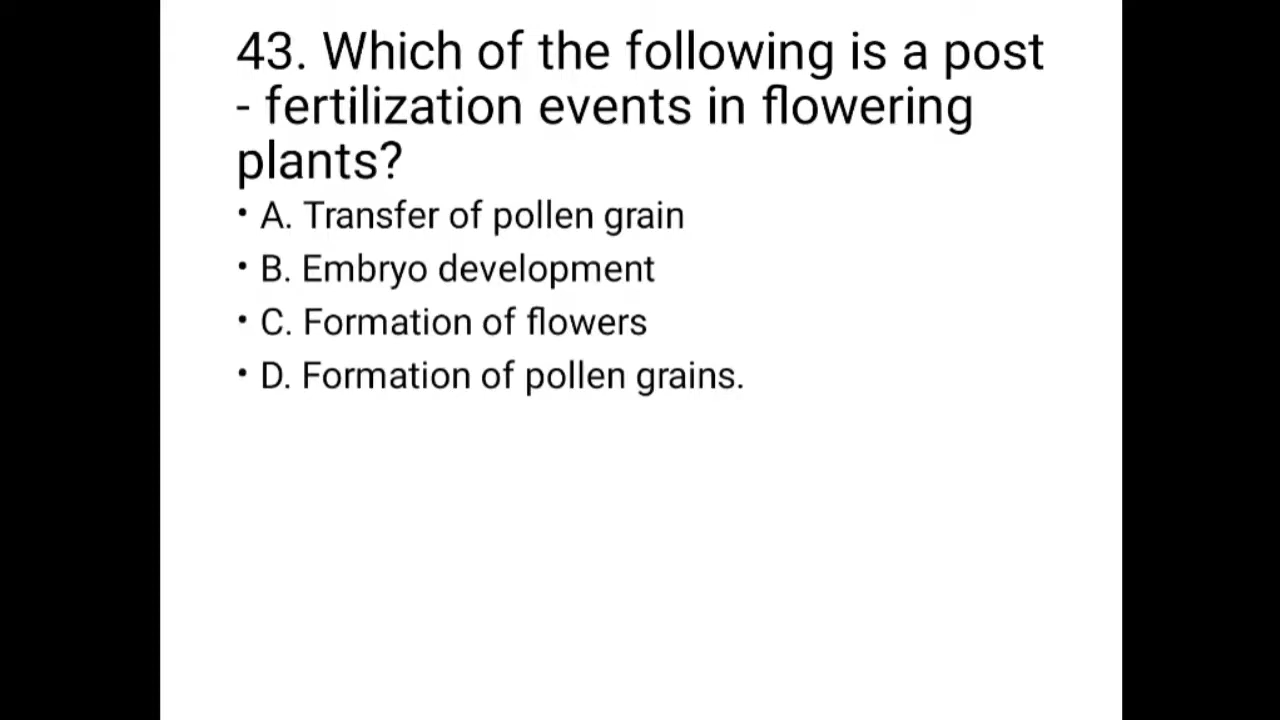 43. Which of the following is a post
- fertilization events in flowering
plants?
• A. Transfer of pollen grain
• B. Embryo development
• C. Formation of flowers
• D. Formation of pollen grains.